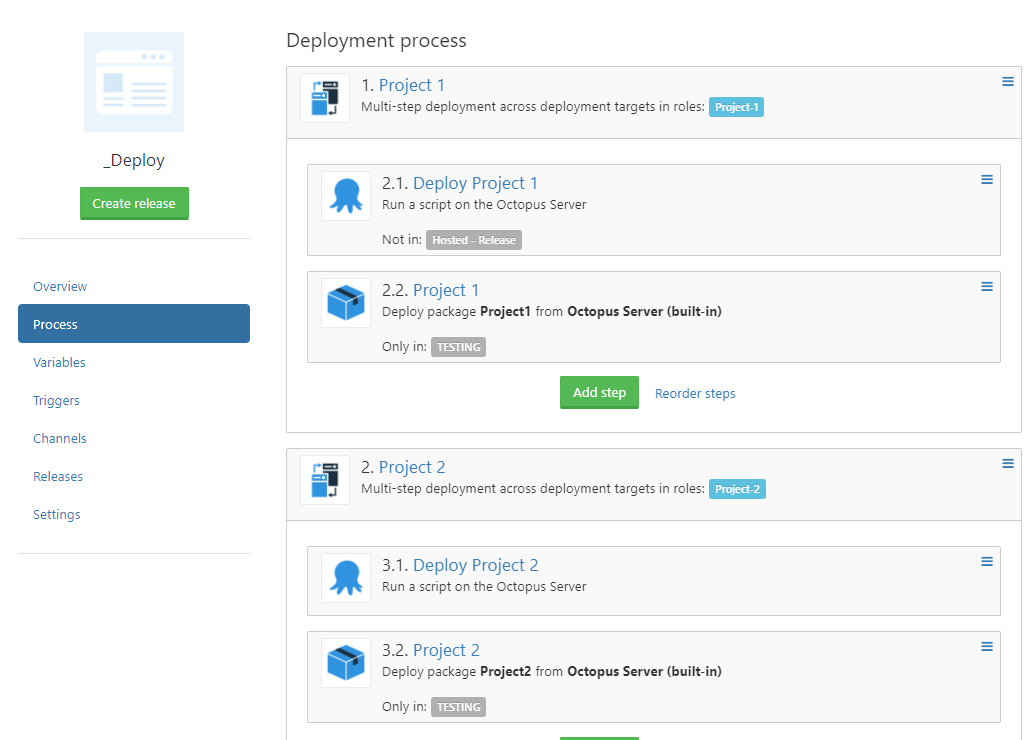 _Deploy
Create release
Overview
Process
Variables
Triggers
Channels
Releases
Settings
Deployment process
1. Project 1
Multi-step deployment across deployment targets in roles: Project-1
2.1. Deploy Project 1
Run a script on the Octopus Server
Not in: Hosted - Release
2.2. Project 1
Deploy package Project1 from Octopus Server (built-in)
Only in: TESTING
Add step Reorder steps
2. Project 2
Multi-step deployment across deployment targets in roles: Project-2
3.1. Deploy Project 2
Run a script on the Octopus Server
3.2. Project 2
Deploy package Project2 from Octopus Server (built-in)
Only in: TESTING